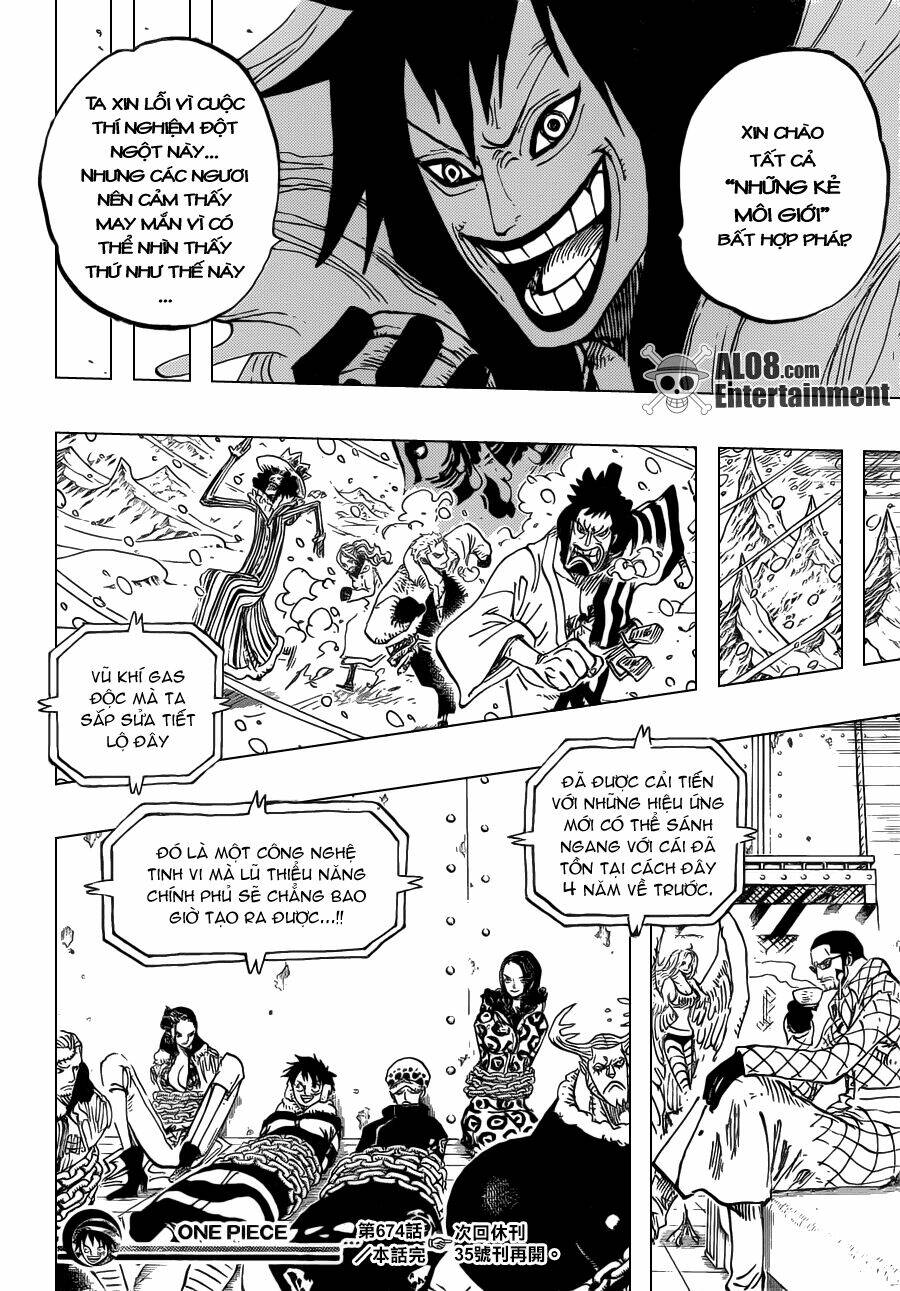 XIN CHÀO
TẤT CẢ
"NHỮNG KẺ
MÔI GIỚI"
BẤT HỢP PHÁP?
TA XIN LỖI VÌ CUỘC
THÍ NGHIỆM ĐỘT
NGỘT NÀY...
NHƯNG CÁC NGƯƠI
NÊN CẢM THẤY
MAY MẮN VÌ CÓ
THỂ NHÌN THẤY
THỨ NHƯ THẾ NÀY
...
ALO8.com
Entertainment
VŨ KHÍ GAS
ĐỘC MÀ TA
SẮP SỬA TIẾT
LỘ ĐÂY
ĐÃ ĐƯỢC CẢI TIẾN
VỚI NHŨNG HIỆU ỨNG
MỚI CÓ THỂ SÁNH
NGANG VỚI CÁI ĐÃ
TỒN TẠI CÁCH ĐÂY
4 NĂM VỀ TRƯỚC.
ĐÓ LÀ MỘT CÔNG NGHỆ
TINH VI MÀ LŨ THIỂU NĂNG
CHÍNH PHỦ SẼ CHẲNG BAO
GIỜ TẠO RA ĐƯỢC...!!
ONE PIECE
第674話
／本話完
次回休刊
35號刊再開。